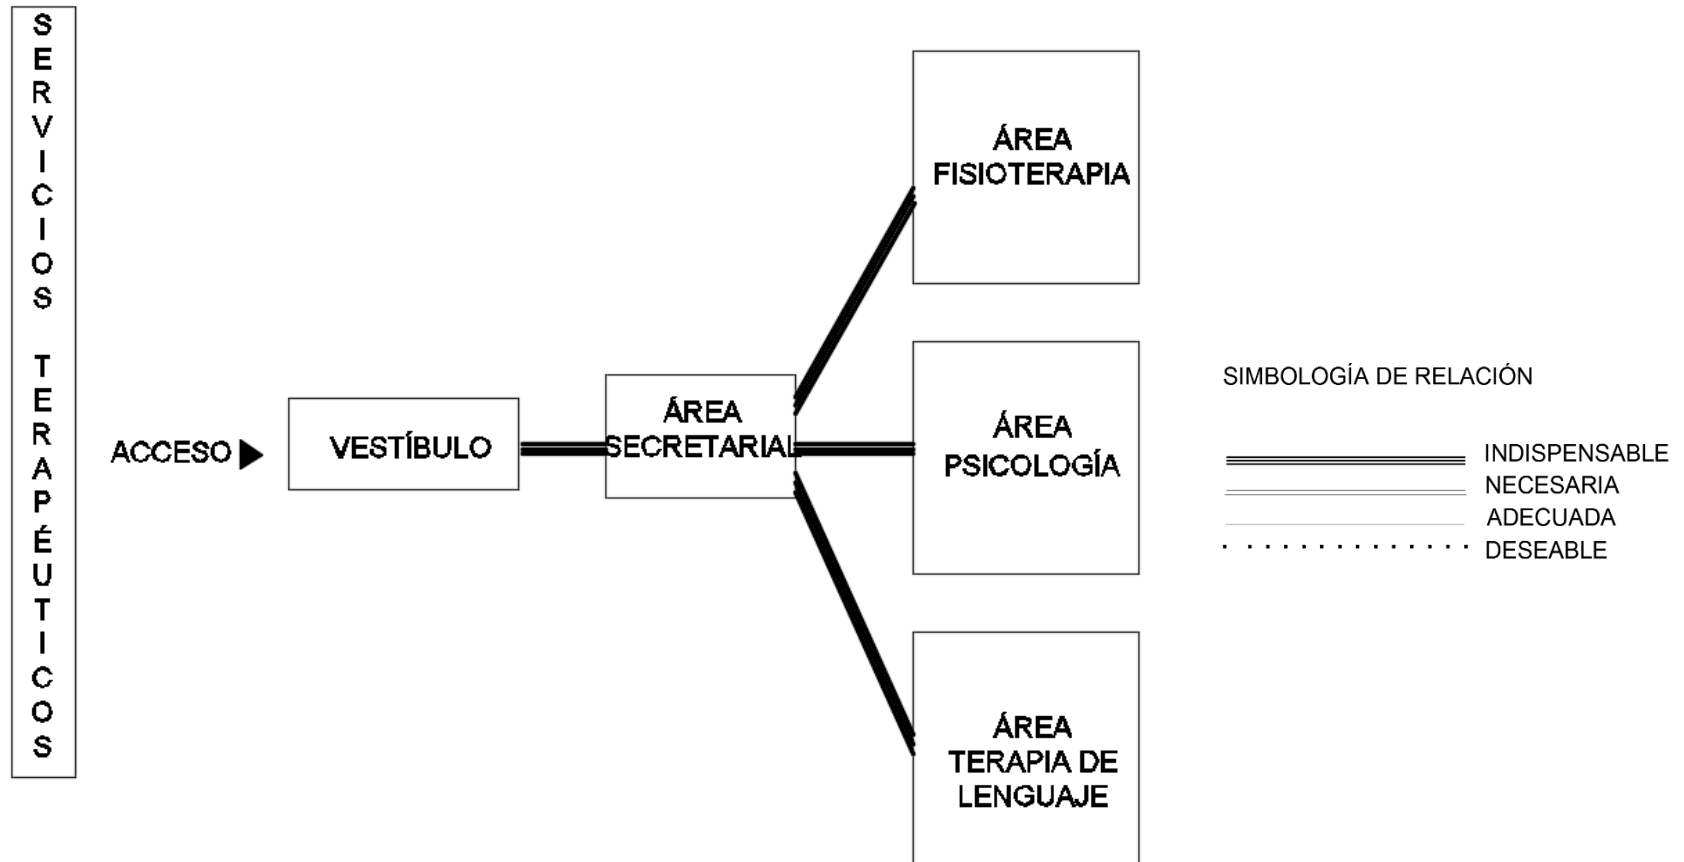 SERVICIOS TERAPÉUTICOS
ACCESO
VESTÍBULO
ÁREA
SECRETARIAL
ÁREA
FISIOTERAPIA
ÁREA
PSICOLOGÍA
ÁREA
TERAPIA DE
LENGUAJE
SIMBOLOGÍA DE RELACIÓN
INDISPENSABLE
NECESARIA
ADECUADA
DESEABLE